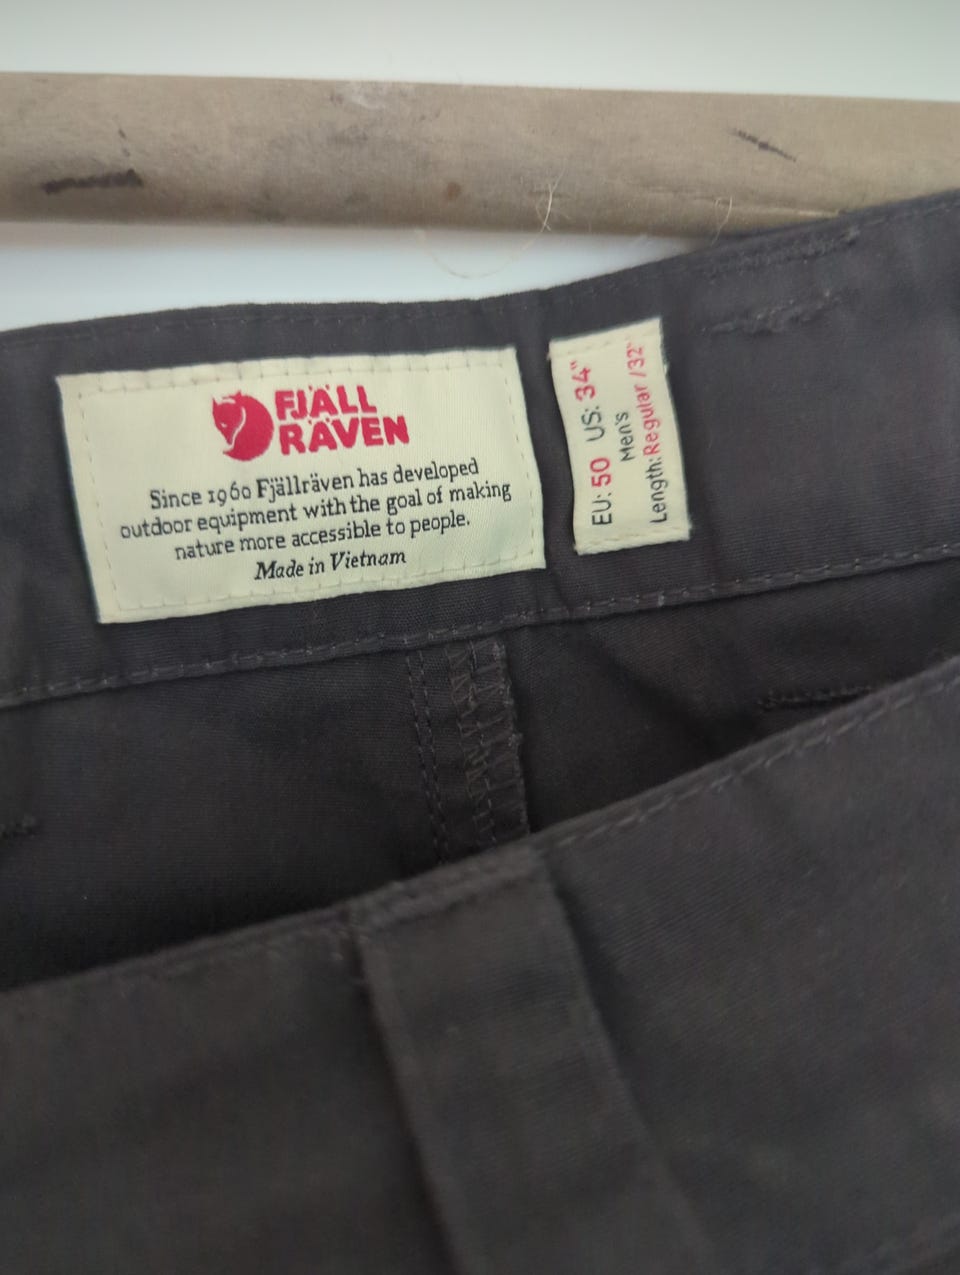 FJÄLL
RÄVEN
Since 1960 Fjällräven has developed
outdoor equipment with the goal of making
nature more accessible to people.
Made in Vietnam
EU: 50 US: 34"
Men's
Length: Regular /32"